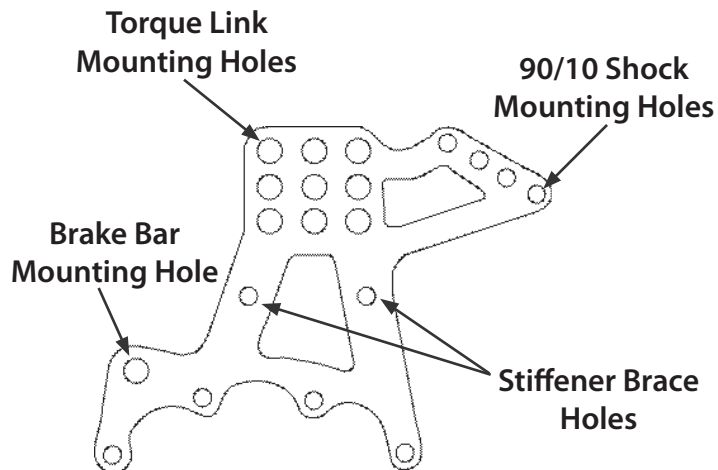 Torque Link
Mounting Holes
90/10 Shock
Mounting Holes
Brake Bar
Mounting Hole
Stiffener Brace
Holes